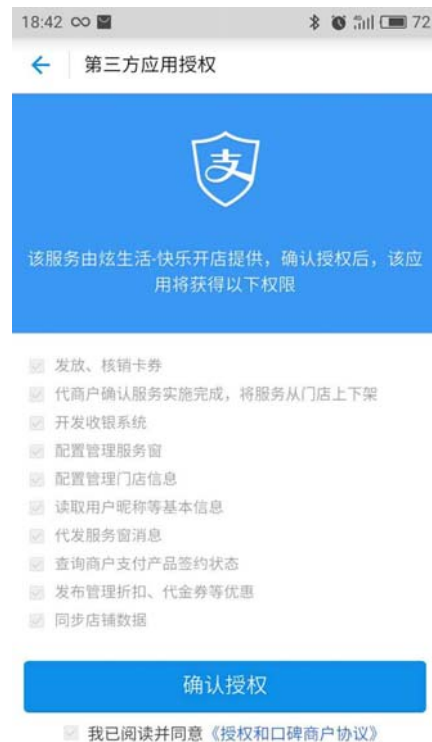 18:42 72
第三方应用授权
支
该服务由炫生活-快乐开店提供，确认授权后，该应
用将获得以下权限
发放、核销卡券
代商户确认服务实施完成，将服务从门店上下架
开发收银系统
配置管理服务窗
配置管理门店信息
读取用户昵称等基本信息
代发服务窗消息
查询商户支付产品签约状态
发布管理折扣、代金券等优惠
同步店铺数据
确认授权
我已阅读并同意《授权和口碑商户协议》